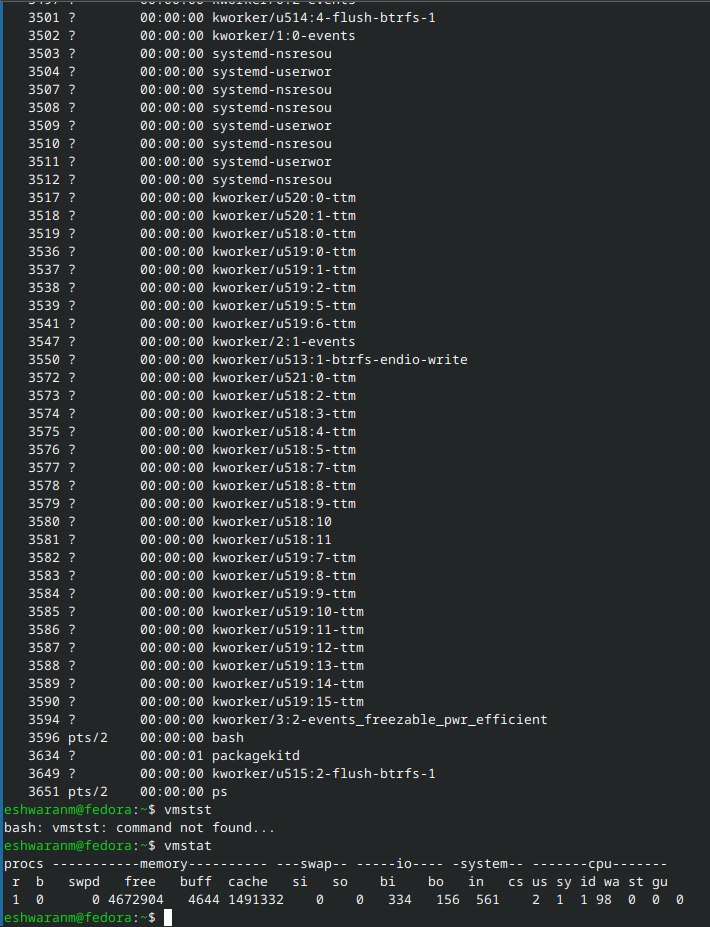 3501 ?        00:00:00 kworker/u514:4-flush-btrfs-1
3502 ?        00:00:00 kworker/1:0-events
3503 ?        00:00:00 systemd-nsresou
3504 ?        00:00:00 systemd-userwor
3507 ?        00:00:00 systemd-nsresou
3508 ?        00:00:00 systemd-nsresou
3509 ?        00:00:00 systemd-userwor
3510 ?        00:00:00 systemd-nsresou
3511 ?        00:00:00 systemd-userwor
3512 ?        00:00:00 systemd-nsresou
3517 ?        00:00:00 kworker/u520:0-ttm
3518 ?        00:00:00 kworker/u520:1-ttm
3519 ?        00:00:00 kworker/u518:0-ttm
3536 ?        00:00:00 kworker/u519:0-ttm
3537 ?        00:00:00 kworker/u519:1-ttm
3538 ?        00:00:00 kworker/u519:2-ttm
3539 ?        00:00:00 kworker/u519:5-ttm
3541 ?        00:00:00 kworker/u519:6-ttm
3547 ?        00:00:00 kworker/2:1-events
3550 ?        00:00:00 kworker/u513:1-btrfs-endio-write
3572 ?        00:00:00 kworker/u521:0-ttm
3573 ?        00:00:00 kworker/u518:2-ttm
3574 ?        00:00:00 kworker/u518:3-ttm
3575 ?        00:00:00 kworker/u518:4-ttm
3576 ?        00:00:00 kworker/u518:5-ttm
3577 ?        00:00:00 kworker/u518:7-ttm
3578 ?        00:00:00 kworker/u518:8-ttm
3579 ?        00:00:00 kworker/u518:9-ttm
3580 ?        00:00:00 kworker/u518:10
3581 ?        00:00:00 kworker/u518:11
3582 ?        00:00:00 kworker/u519:7-ttm
3583 ?        00:00:00 kworker/u519:8-ttm
3584 ?        00:00:00 kworker/u519:9-ttm
3585 ?        00:00:00 kworker/u519:10-ttm
3586 ?        00:00:00 kworker/u519:11-ttm
3587 ?        00:00:00 kworker/u519:12-ttm
3588 ?        00:00:00 kworker/u519:13-ttm
3589 ?        00:00:00 kworker/u519:14-ttm
3590 ?        00:00:00 kworker/u519:15-ttm
3594 ?        00:00:00 kworker/3:2-events_freezable_pwr_efficient
3596 pts/2    00:00:00 bash
3634 ?        00:00:01 packagekitd
3649 ?        00:00:00 kworker/u515:2-flush-btrfs-1
3651 pts/2    00:00:00 ps
eshwaranm@fedora:~$ vmstst
bash: vmstst: command not found...
eshwaranm@fedora:~$ vmstat
procs -----------memory---------- ---swap-- -----io---- -system-- -------cpu-------
 r  b   swpd   free   buff  cache   si   so    bi    bo   in   cs us sy id wa st gu
 1  0      0 4672904   4644 1491332    0    0   334   156  561    2  1  1 98  0  0  0
eshwaranm@fedora:~$